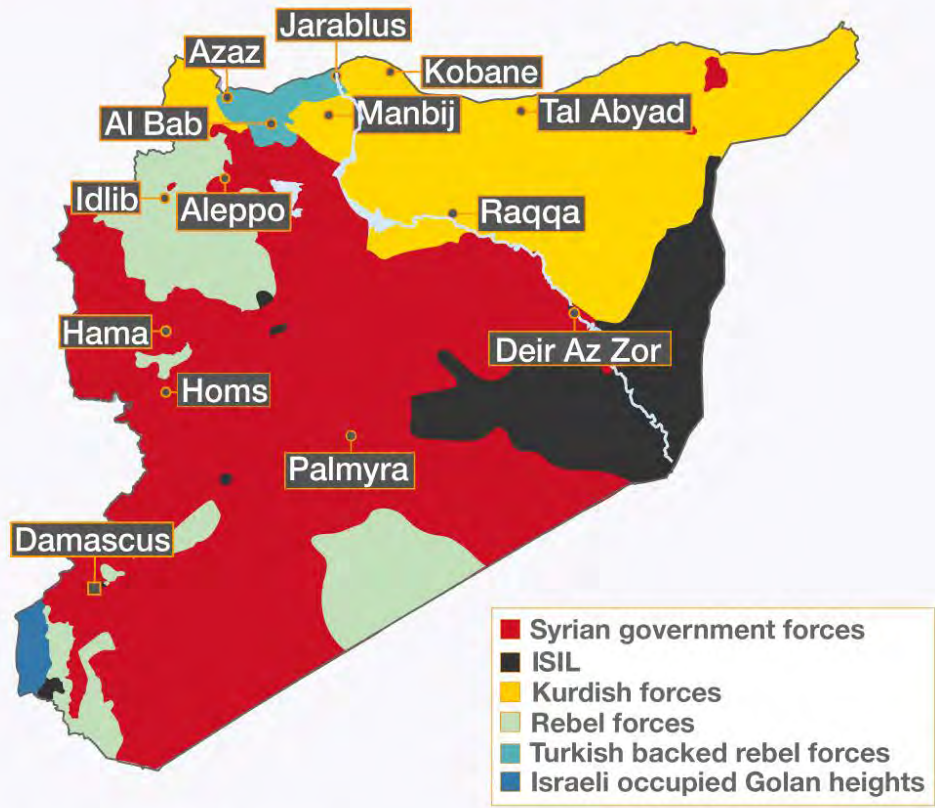 Jarablus
Azaz
Kobane
Al Bab
Manbij
Tal Abyad
Idlib
Aleppo
Raqqa
Hama
Deir Az Zor
Homs
Palmyra
Damascus
Syrian government forces
ISIL
Kurdish forces
Rebel forces
Turkish backed rebel forces
Israeli occupied Golan heights